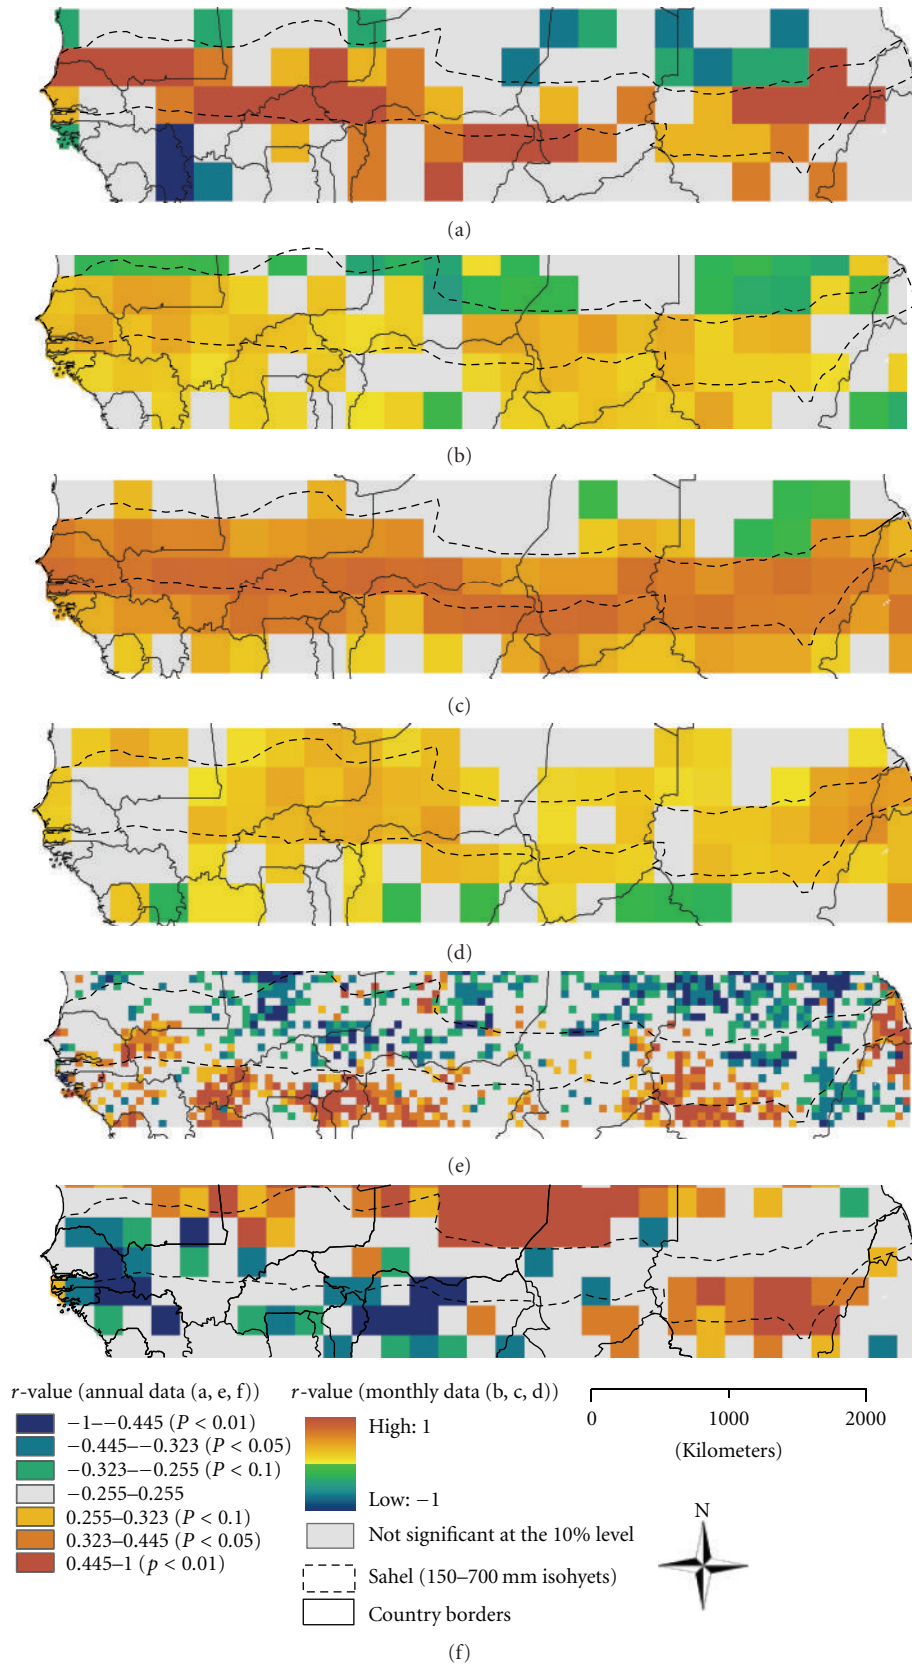 (a)
(b)
(c)
(d)
(e)
r-value (annual data (a, e, f))
−1–−0.445 (P < 0.01)
−0.445–−0.323 (P < 0.05)
−0.323–−0.255 (P < 0.1)
−0.255–0.255
0.255–0.323 (P < 0.1)
0.323–0.445 (P < 0.05)
0.445–1 (p < 0.01)
r-value (monthly data (b, c, d))
High: 1
Low: −1
Not significant at the 10% level
Sahel (150–700 mm isohyets)
Country borders
0 1000 2000
(Kilometers)
N
(f)